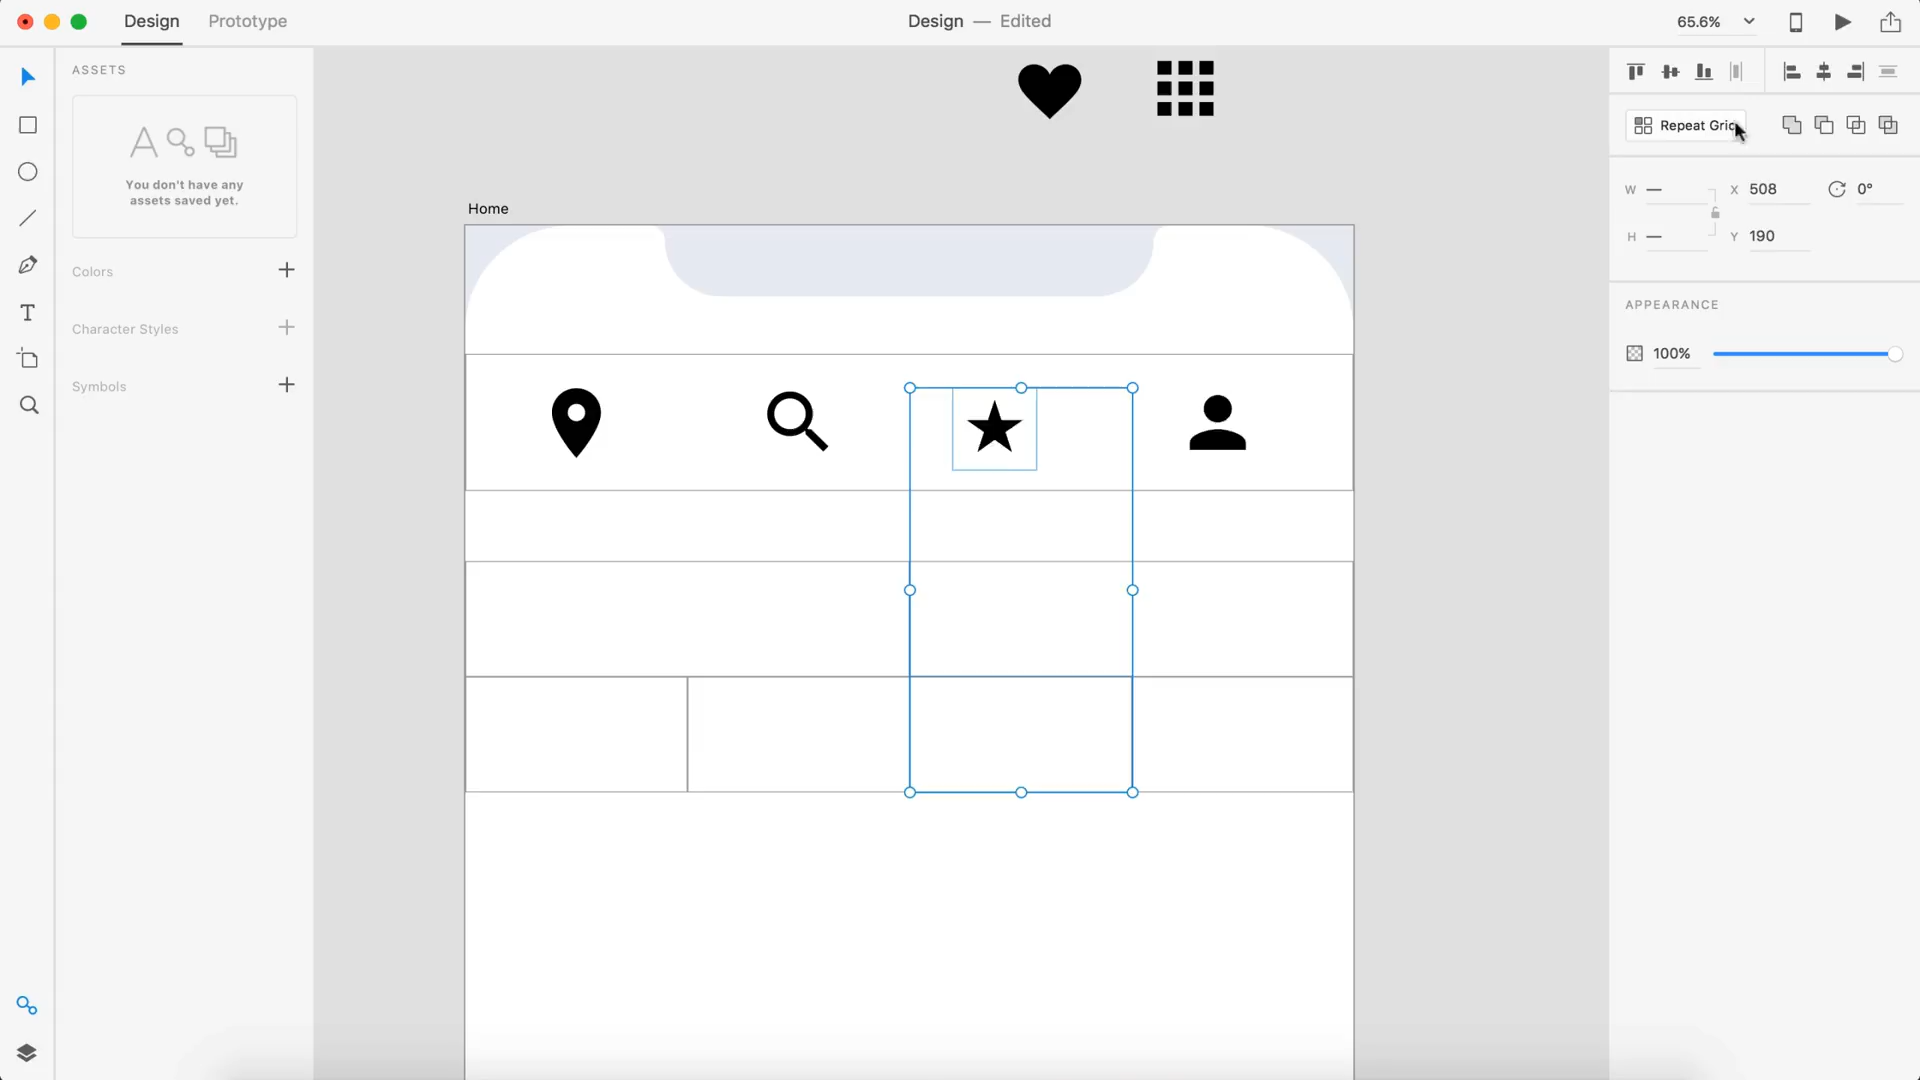 Design
Prototype
Design — Edited
65.6%
ASSETS
You don't have any
assets saved yet.
Colors
Character Styles
Symbols
Home
Repeat Grid
W —
X 508
0°
H —
Y 190
APPEARANCE
100%